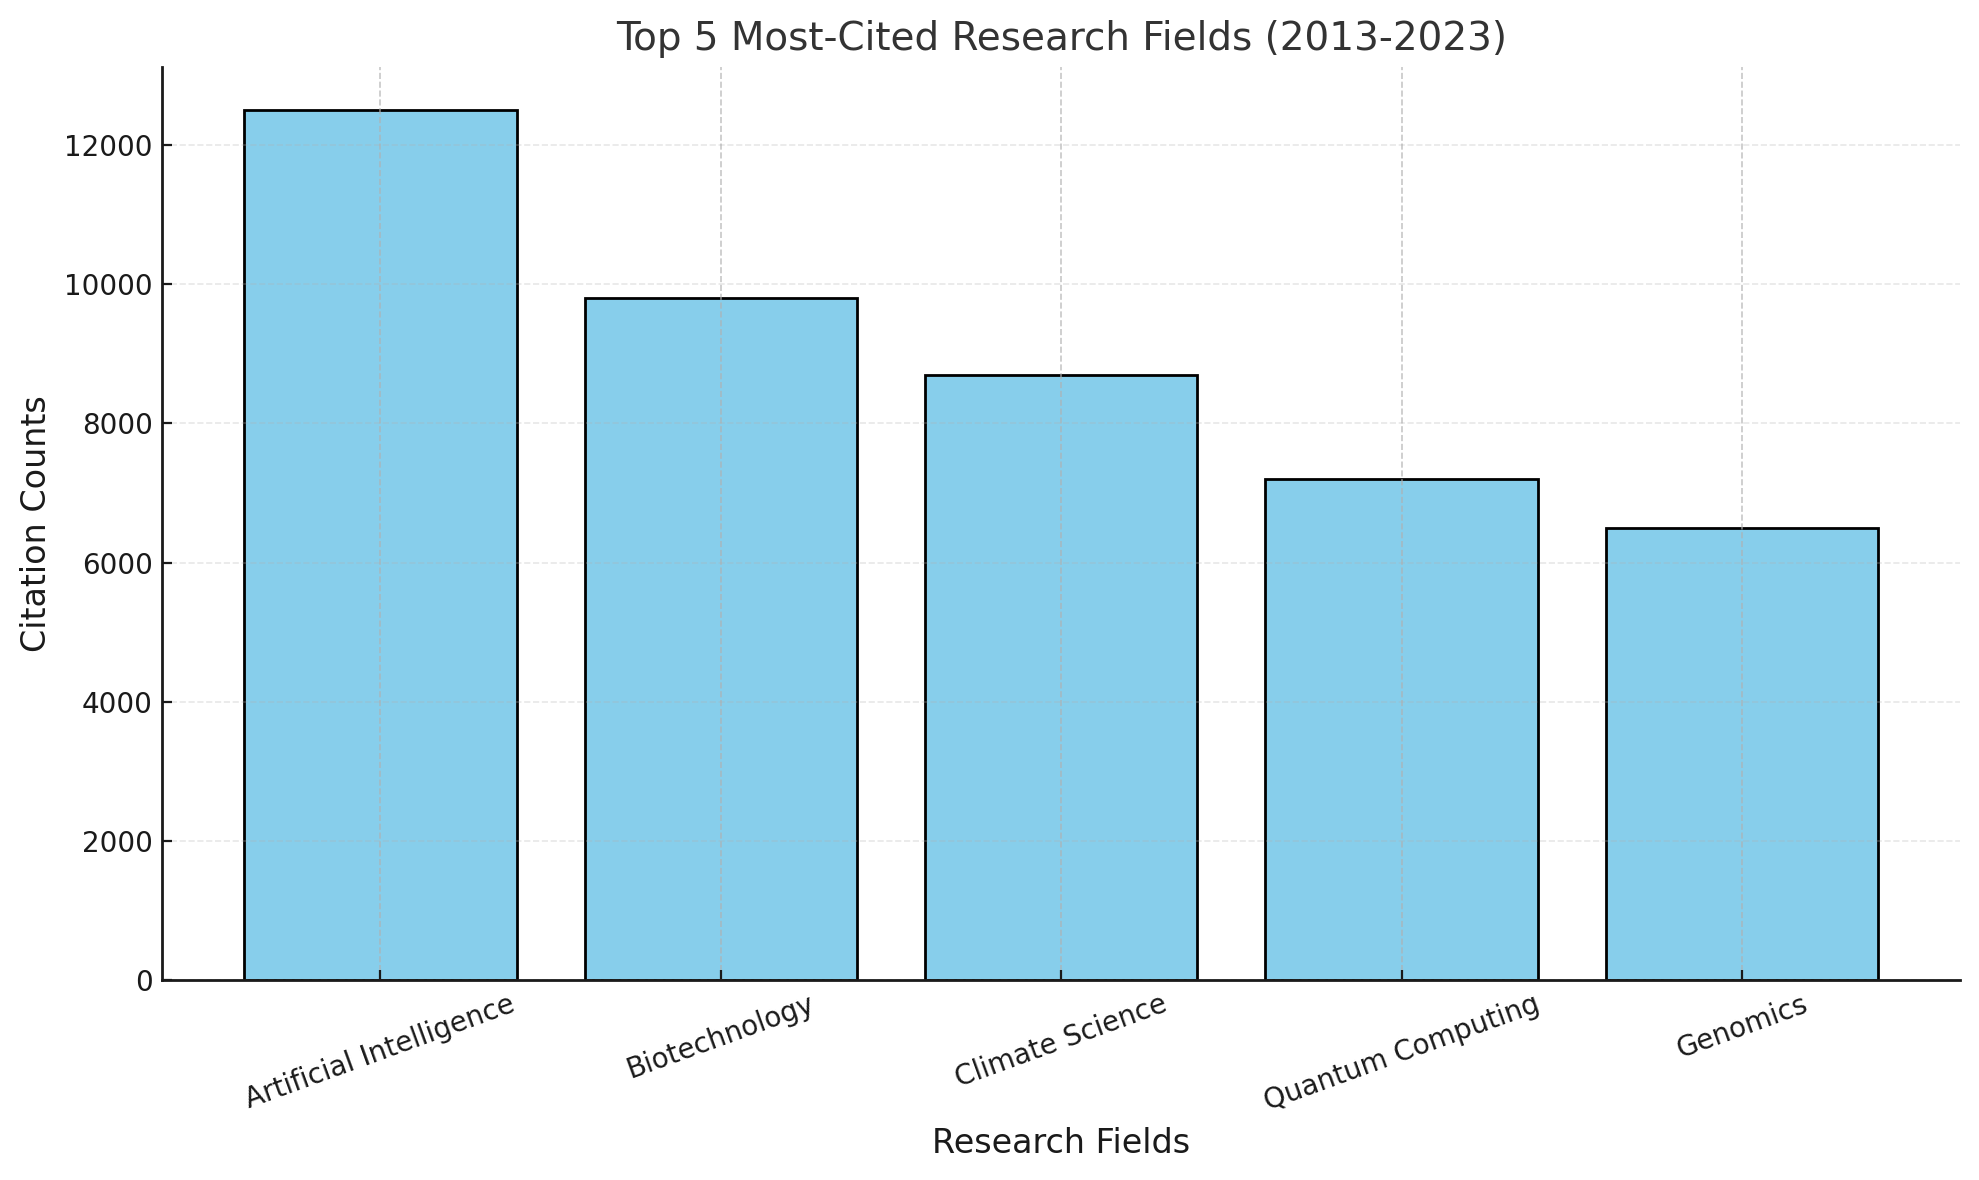 Top 5 Most-Cited Research Fields (2013-2023)
Citation Counts
12000
10000
8000
6000
4000
2000
0
Artificial Intelligence
Biotechnology
Climate Science
Quantum Computing
Genomics
Research Fields